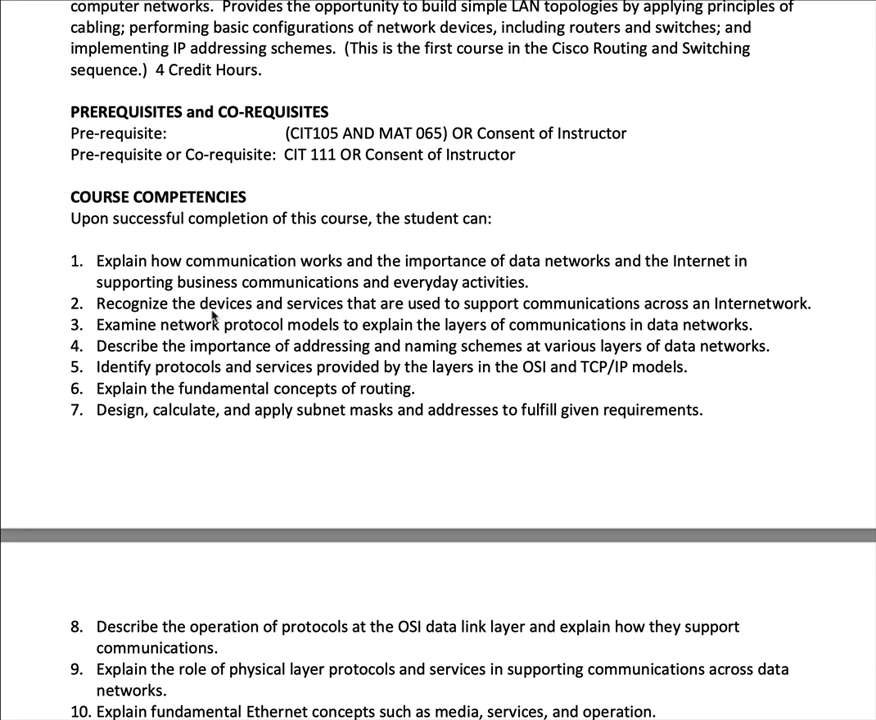 computer networks.  Provides the opportunity to build simple LAN topologies by applying principles of
cabling; performing basic configurations of network devices, including routers and switches; and
implementing IP addressing schemes.  (This is the first course in the Cisco Routing and Switching
sequence.)  4 Credit Hours.
PREREQUISITES and CO-REQUISITES
Pre-requisite: (CIT105 AND MAT 065) OR Consent of Instructor
Pre-requisite or Co-requisite:  CIT 111 OR Consent of Instructor
COURSE COMPETENCIES
Upon successful completion of this course, the student can:
1. Explain how communication works and the importance of data networks and the Internet in
supporting business communications and everyday activities.
2. Recognize the devices and services that are used to support communications across an Internetwork.
3. Examine network protocol models to explain the layers of communications in data networks.
4. Describe the importance of addressing and naming schemes at various layers of data networks.
5. Identify protocols and services provided by the layers in the OSI and TCP/IP models.
6. Explain the fundamental concepts of routing.
7. Design, calculate, and apply subnet masks and addresses to fulfill given requirements.
8. Describe the operation of protocols at the OSI data link layer and explain how they support
communications.
9. Explain the role of physical layer protocols and services in supporting communications across data
networks.
10. Explain fundamental Ethernet concepts such as media, services, and operation.